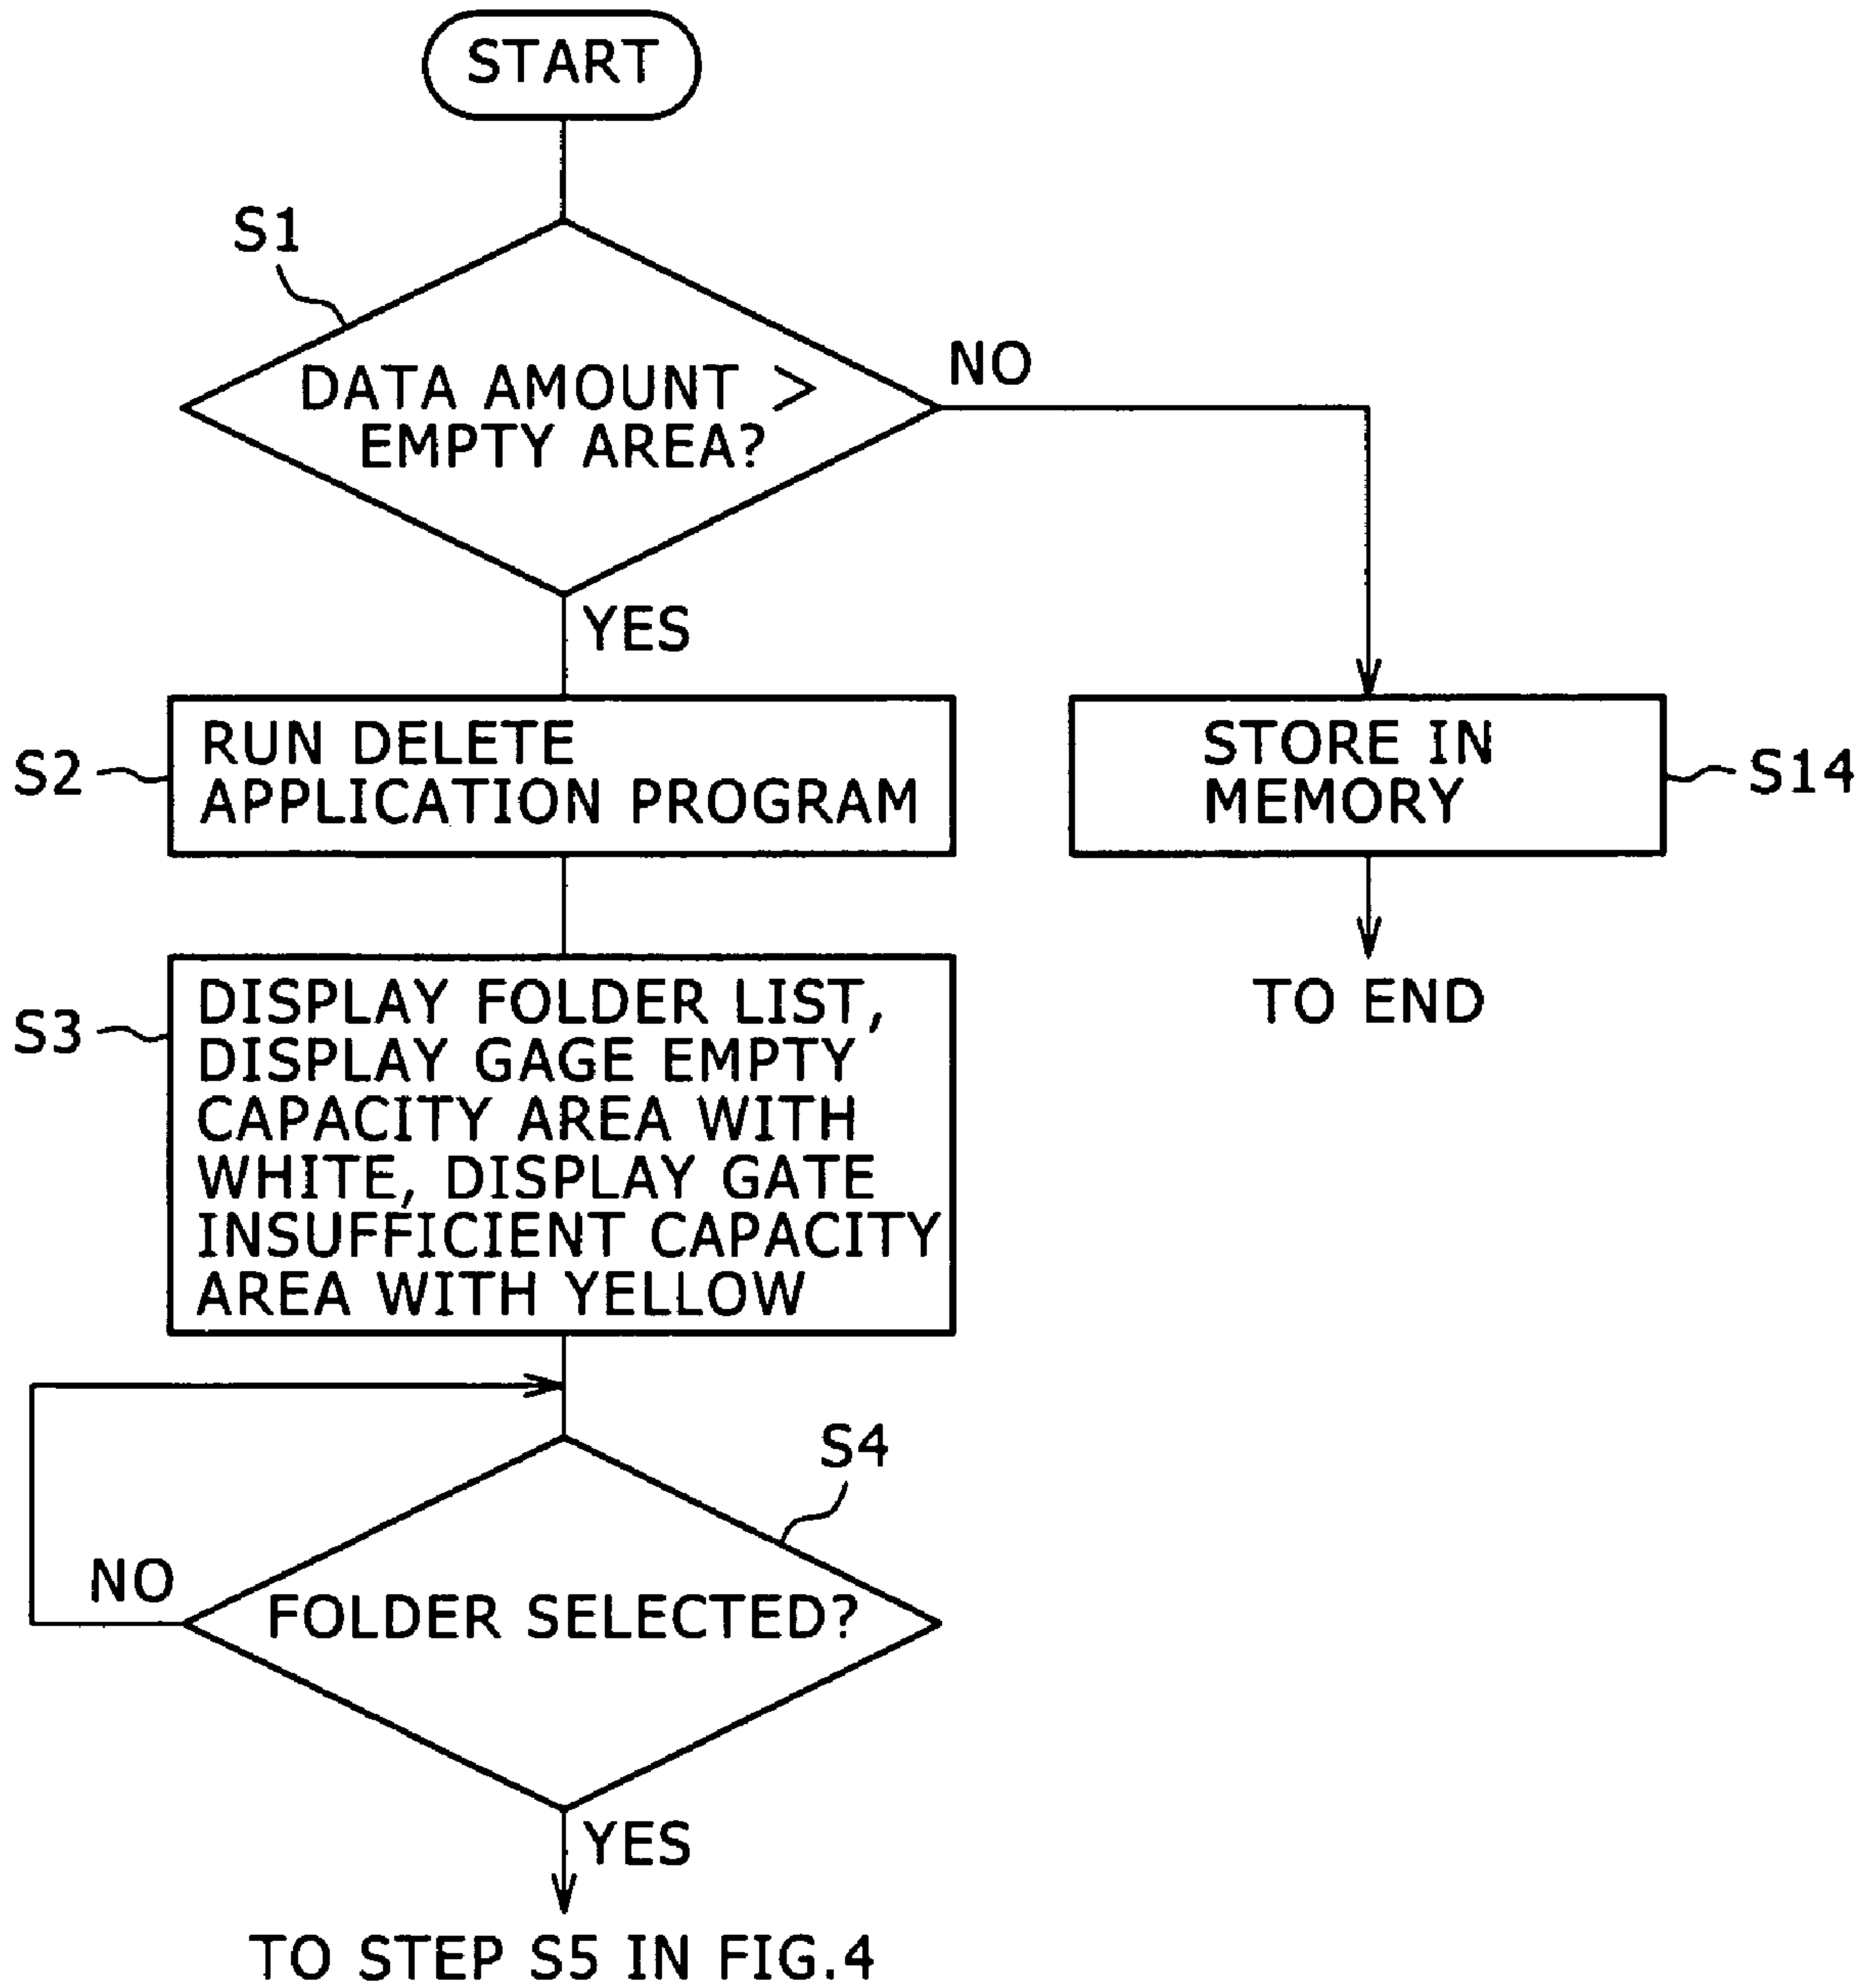 START
S1
DATA AMOUNT >
EMPTY AREA?
NO
YES
S2
RUN DELETE
APPLICATION PROGRAM
STORE IN
MEMORY
S14
TO END
S3
DISPLAY FOLDER LIST,
DISPLAY GAGE EMPTY
CAPACITY AREA WITH
WHITE, DISPLAY GATE
INSUFFICIENT CAPACITY
AREA WITH YELLOW
S4
NO
FOLDER SELECTED?
YES
TO STEP S5 IN FIG.4